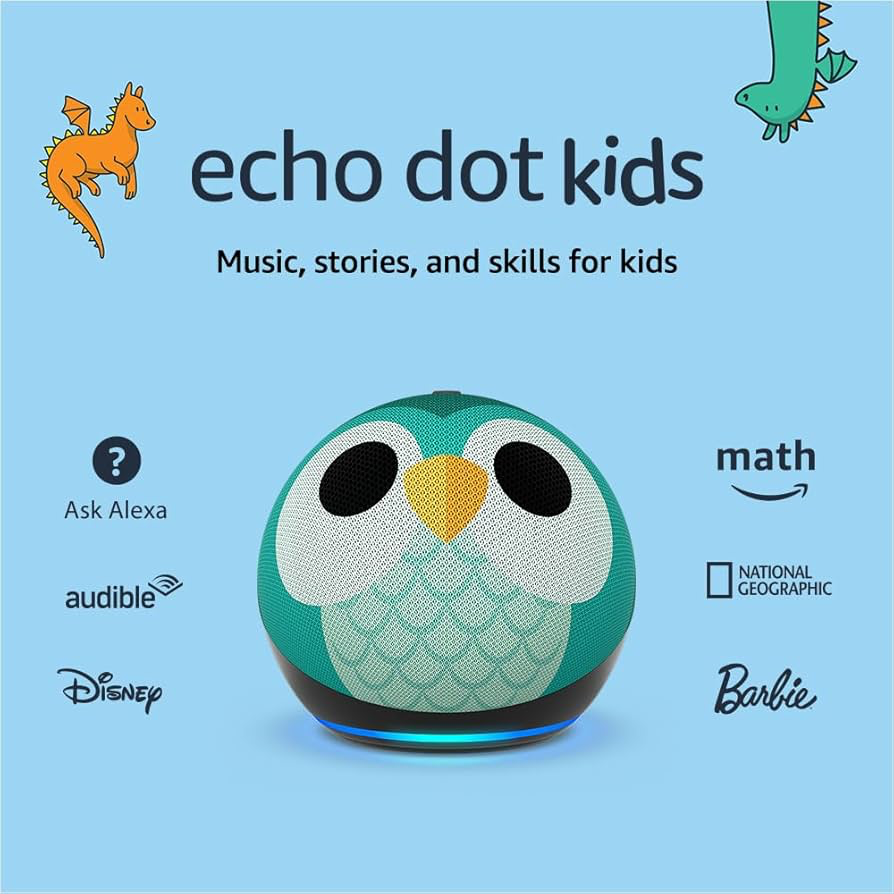 echo dot kids
Music, stories, and skills for kids
?
Ask Alexa
audible
Disney
math
NATIONAL
GEOGRAPHIC
Barbie